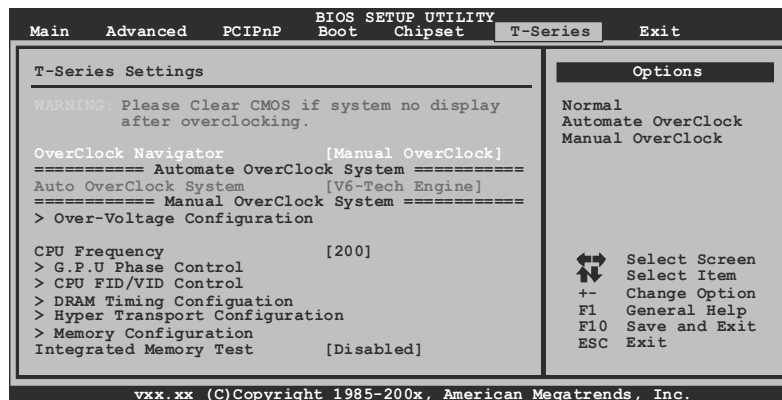 BIOS SETUP UTILITY
Main Advanced PCIPnP Boot Chipset T-Series Exit
T-Series Settings
WARNING: Please Clear CMOS if system no display
after overclocking.
OverClock Navigator [Manual OverClock]
=========== Automate OverClock System ===========
Auto OverClock System [V6-Tech Engine]
============ Manual OverClock System ============
> Over-Voltage Configuration
CPU Frequency [200]
> G.P.U Phase Control
> CPU FID/VID Control
> DRAM Timing Configuation
> Hyper Transport Configuration
> Memory Configuration
Integrated Memory Test [Disabled]
Options
Normal
Automate OverClock
Manual OverClock
Select Screen
Select Item
+- Change Option
F1 General Help
F10 Save and Exit
ESC Exit
vxx.xx (C)Copyright 1985-200x, American Megatrends, Inc.